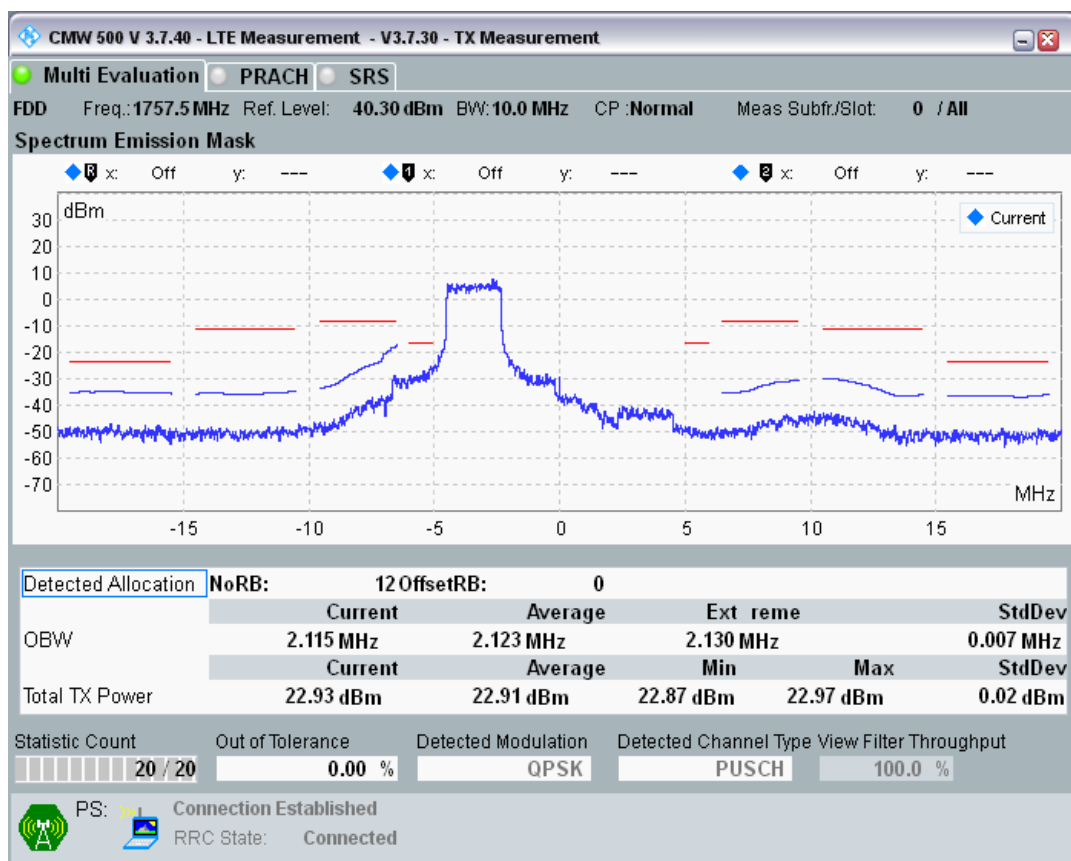 CMW 500 V 3.7.40 - LTE Measurement - V3.7.30 - TX Measurement
Multi Evaluation PRACH SRS
FDD Freq.: 1757.5 MHz Ref. Level: 40.30 dBm BW: 10.0 MHz CP :Normal Meas Subfr./Slot: 0 / All
Spectrum Emission Mask
R x: Off y: --- 1 x: Off y: --- 2 x: Off y: ---
dBm
Current
30
20
10
0
-10
-20
-30
-40
-50
-60
-70
MHz
-15 -10 -5 0 5 10 15
Detected Allocation NoRB: 12 OffsetRB: 0
Current Average Ext reme StdDev
OBW 2.115 MHz 2.123 MHz 2.130 MHz 0.007 MHz
Current Average Min Max StdDev
Total TX Power 22.93 dBm 22.91 dBm 22.87 dBm 22.97 dBm 0.02 dBm
Statistic Count Out of Tolerance Detected Modulation Detected Channel Type View Filter Throughput
20 / 20 0.00 % QPSK PUSCH 100.0 %
PS: Connection Established
RRC State: Connected